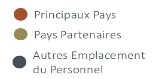 Principaux Pays
Pays Partenaires
Autres Emplacement
du Personnel